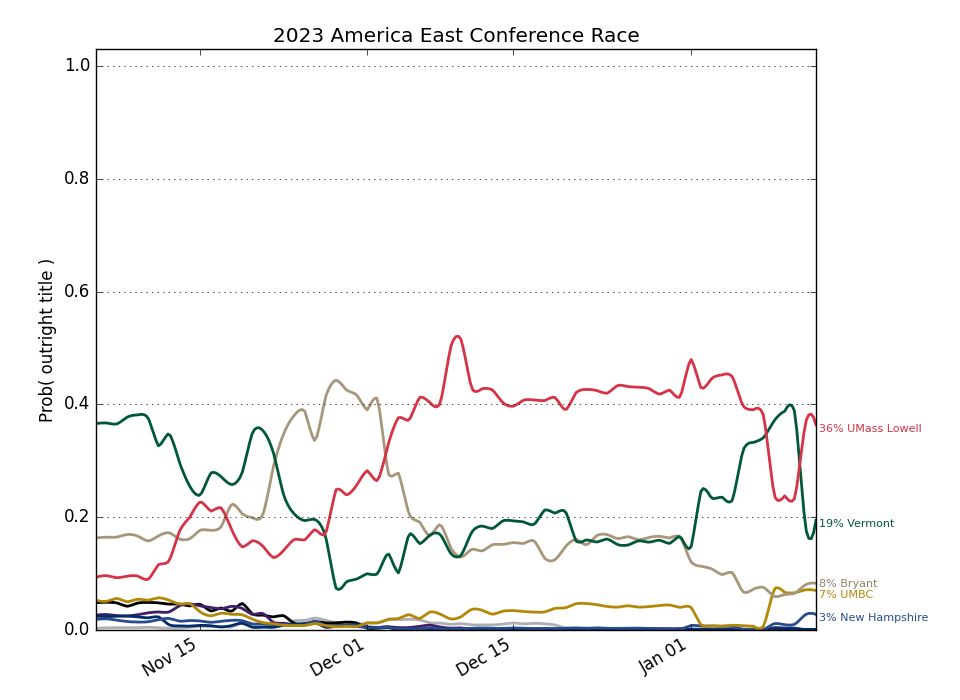 2023 America East Conference Race
Prob( outright title )
1.0
0.8
0.6
0.4
0.2
0.0
Nov 15
Dec 01
Dec 15
Jan 01
36% UMass Lowell
19% Vermont
8% Bryant
7% UMBC
3% New Hampshire